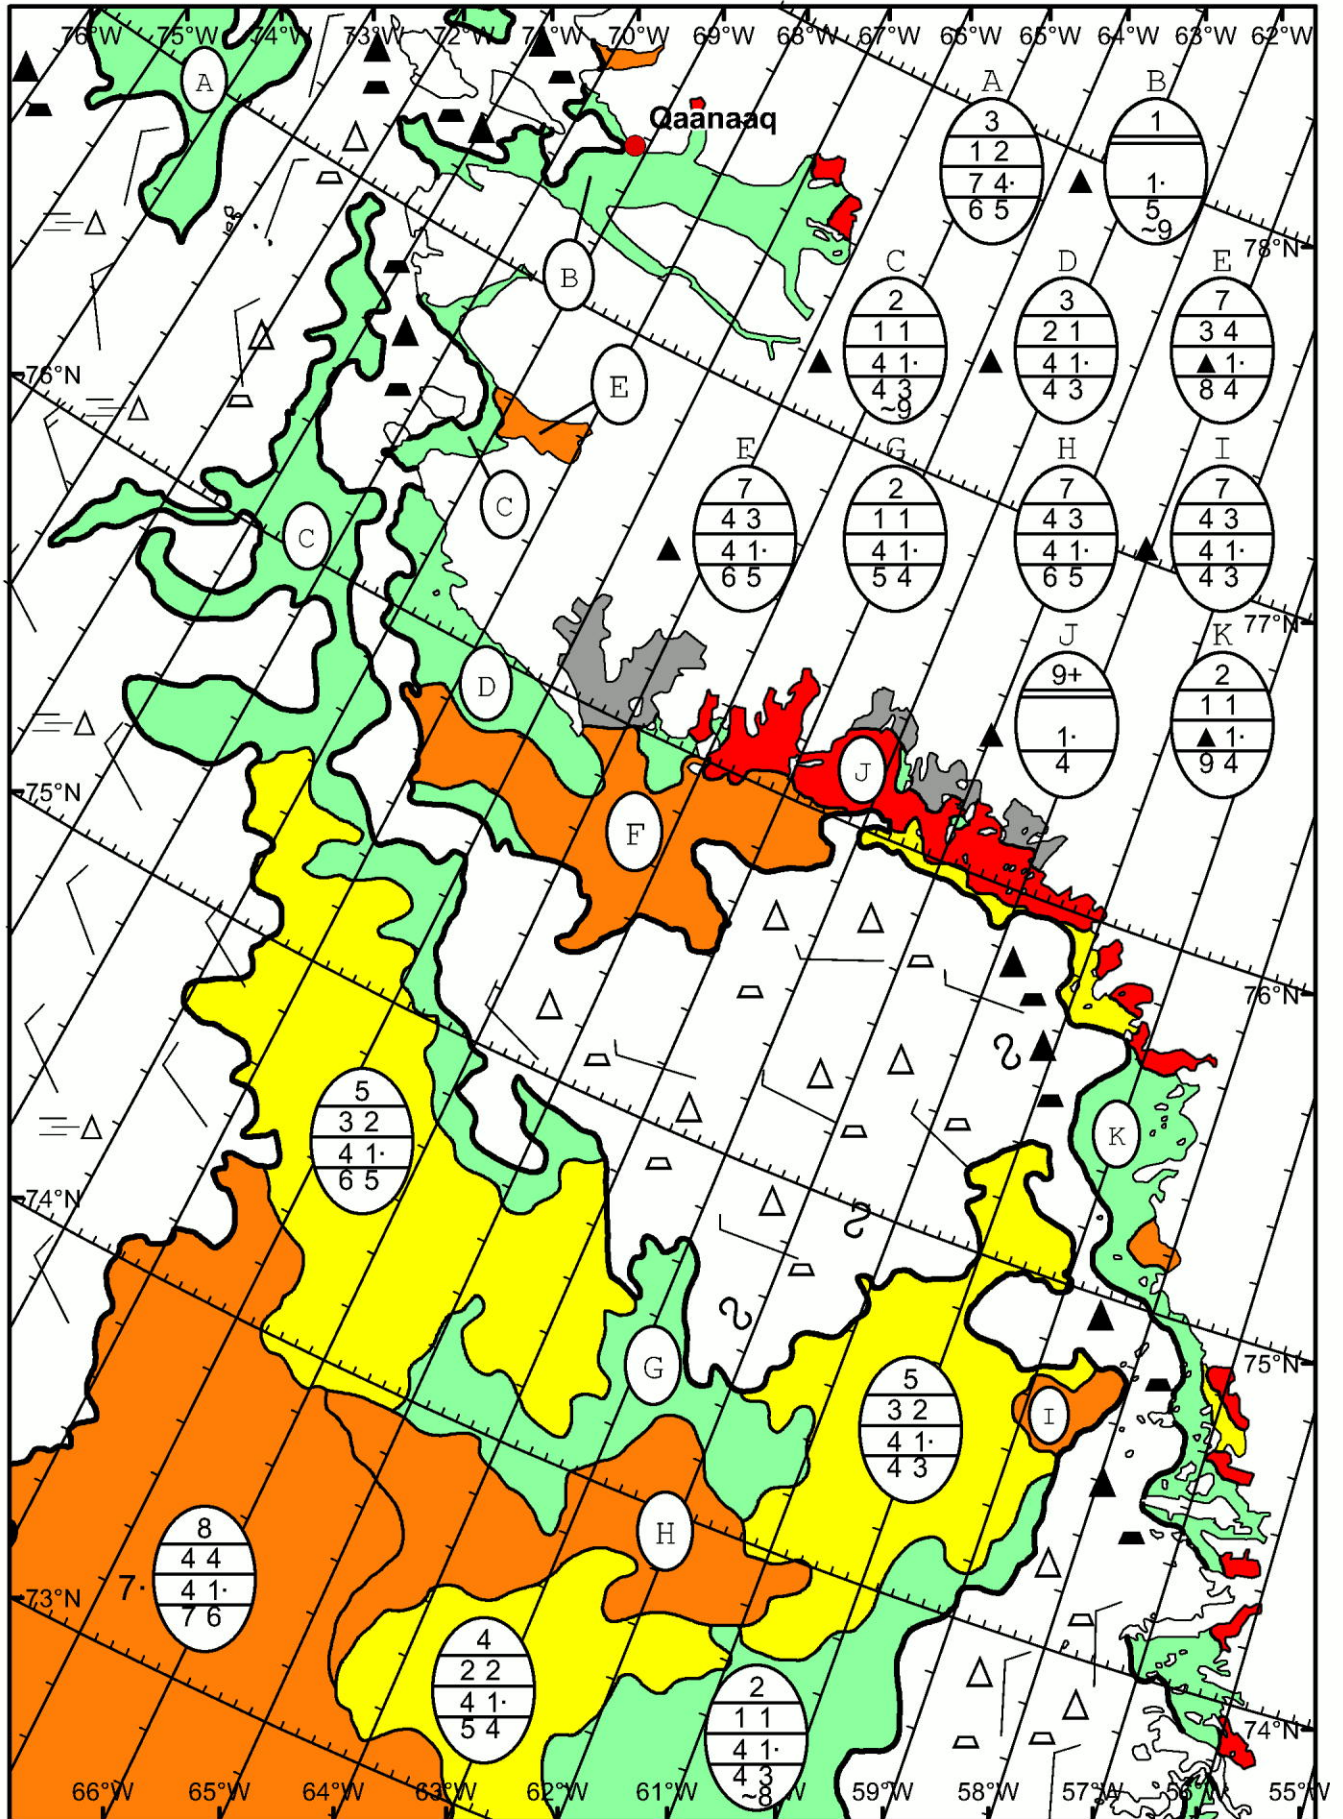 76°W 75°W 74°W 73°W 72°W 71°W 70°W 69°W 68°W 67°W 66°W 65°W 64°W 63°W 62°W
A
Qaanaaq
A B
3 1
1 2
7 4· 1·
6 5 5
~9
78°N
B
C D E
2 3 7
1 1 2 1 3 4
4 1· 4 1· 1·
4 3 4 3 8 4
~9
76°N
E
F G H I
7 2 7 7
4 3 1 1 4 3 4 3
4 1· 4 1· 4 1· 4 1·
6 5 5 4 6 5 4 3
C
C
77°N
J K
9+ 2
1 1
1· 1·
4 9 4
D
J
75°N
F
76°N
5
3 2
4 1·
6 5
K
74°N
G
75°N
5
3 2
4 1·
4 3
I
H
8
4 4
7· 4 1·
7 6
73°N
4
2 2
4 1·
5 4
2
1 1
4 1·
4 3
~8
74°N
66°W 65°W 64°W 63°W 62°W 61°W 59°W 58°W 57°W 56°W 55°W